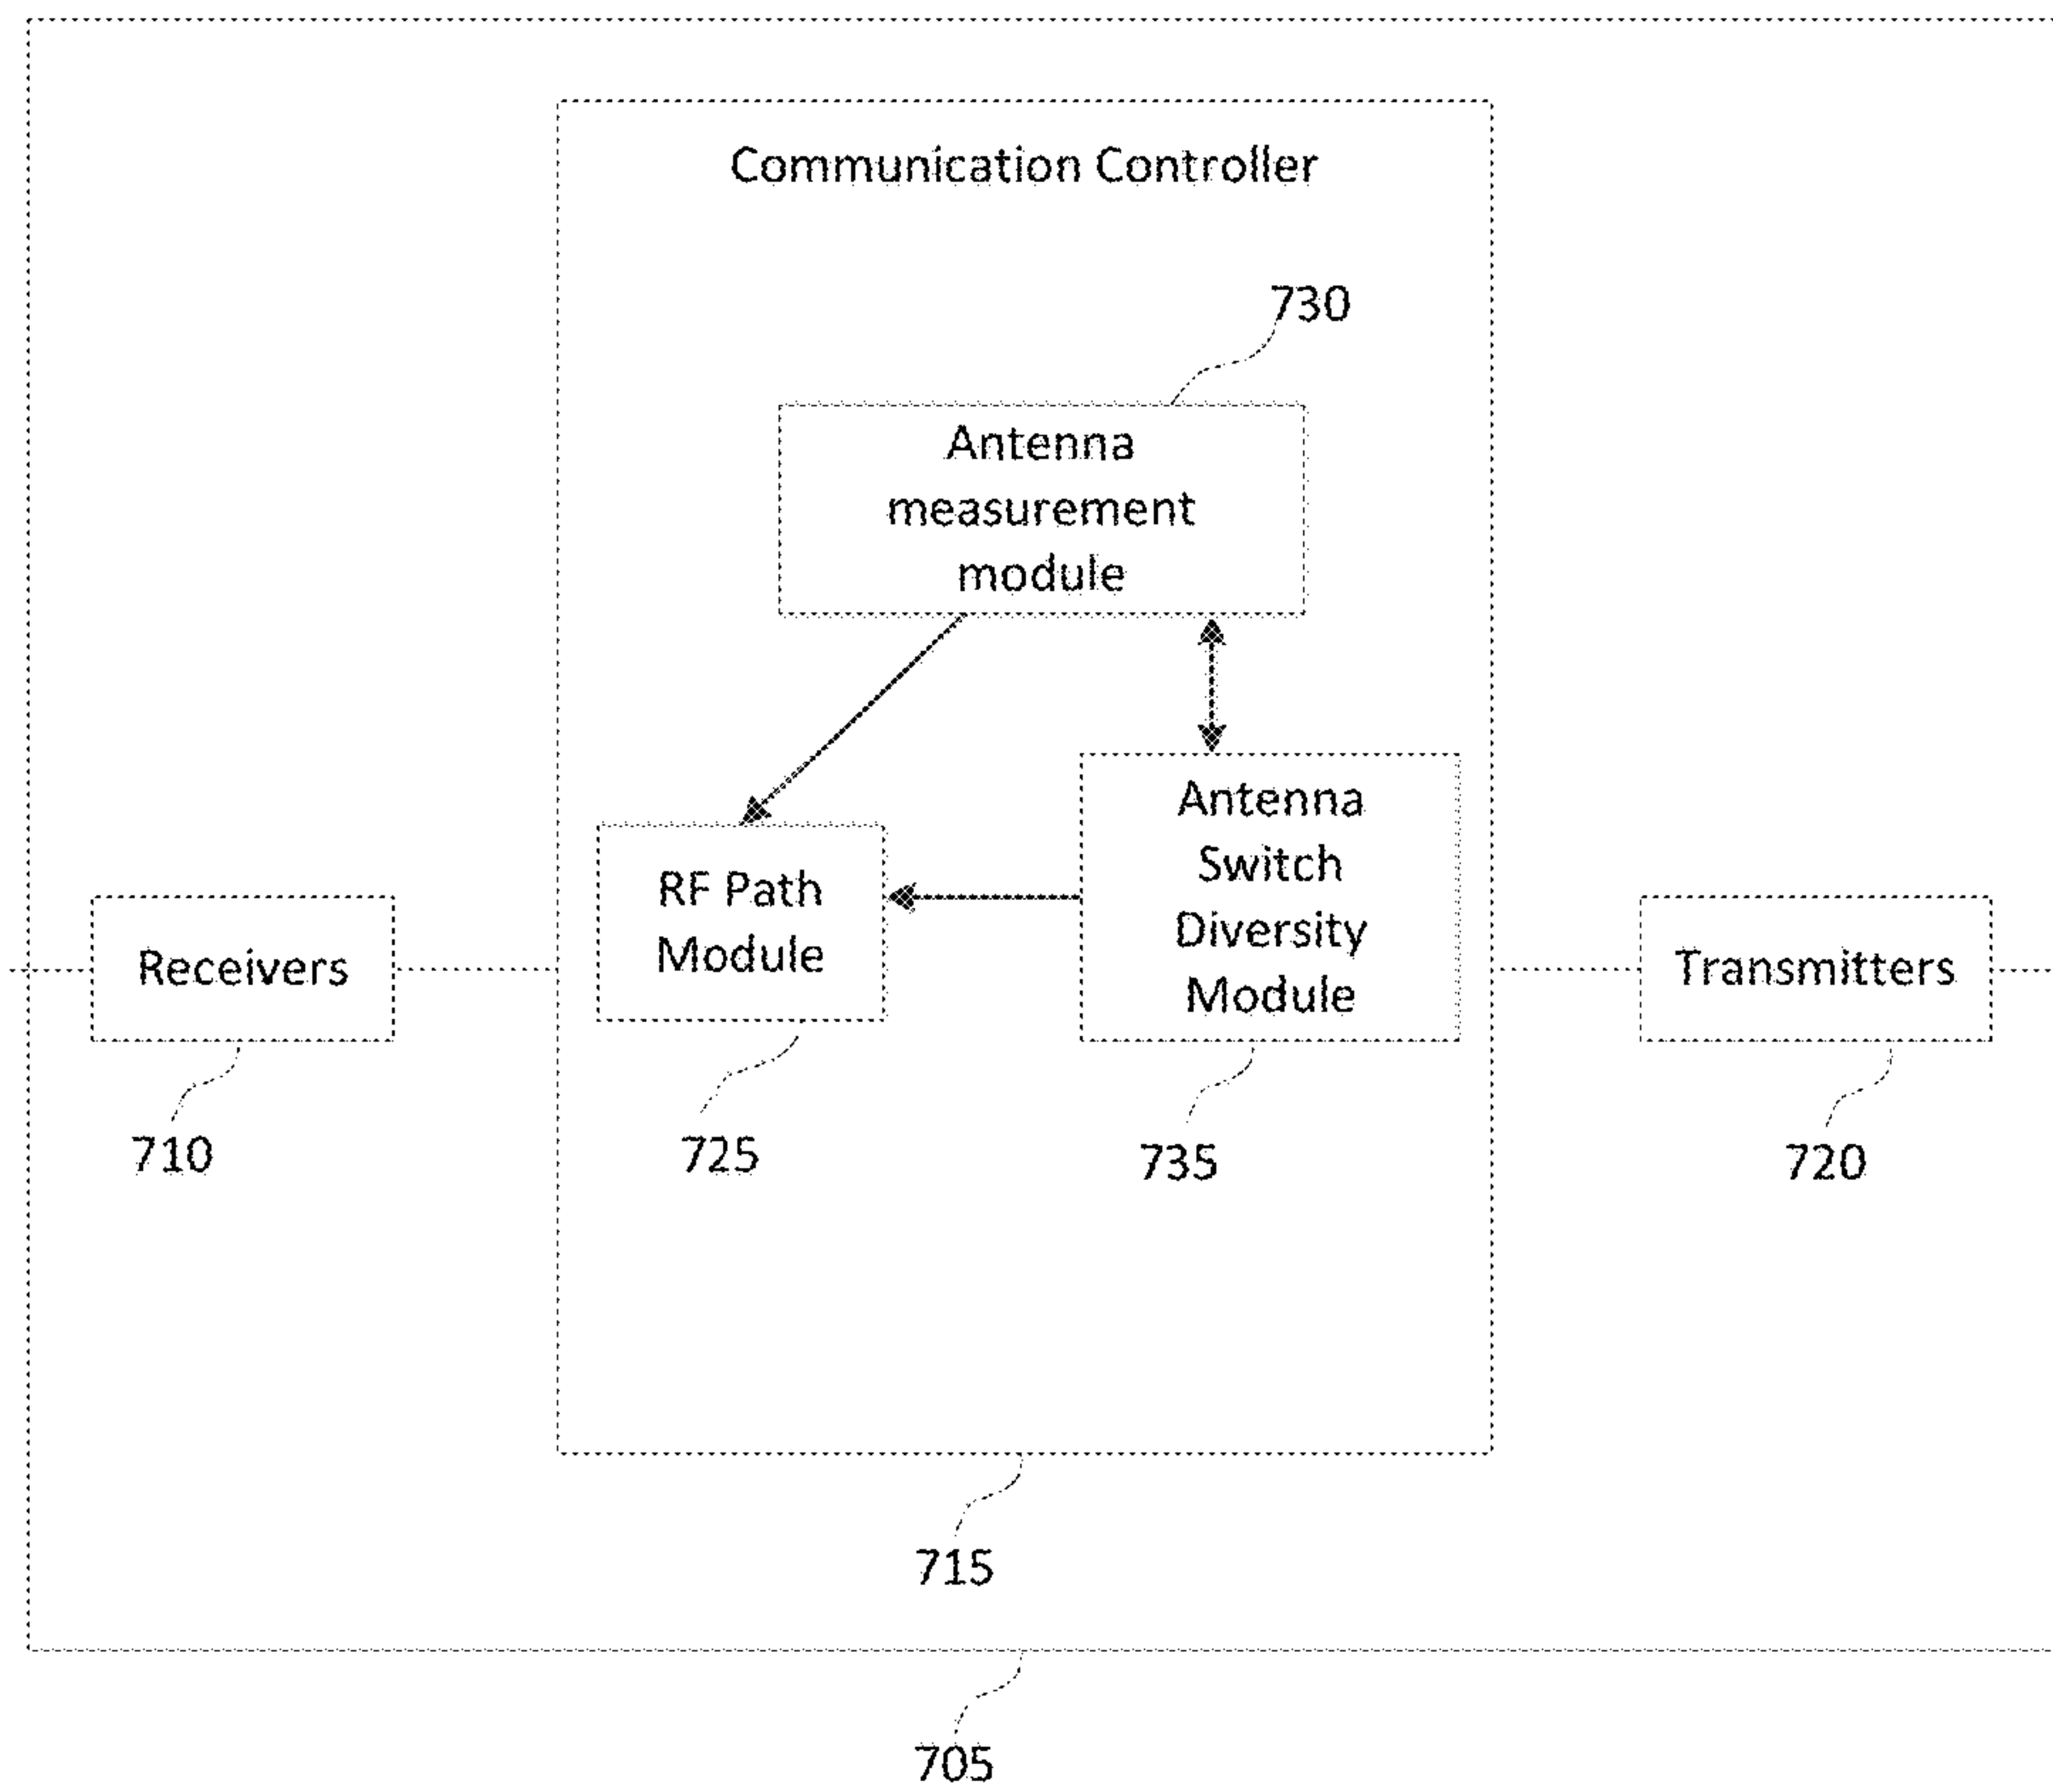 Communication Controller
730
Antenna
measurement
module
RF Path
Module
Antenna
Switch
Diversity
Module
Receivers
Transmitters
710
725
735
720
715
705